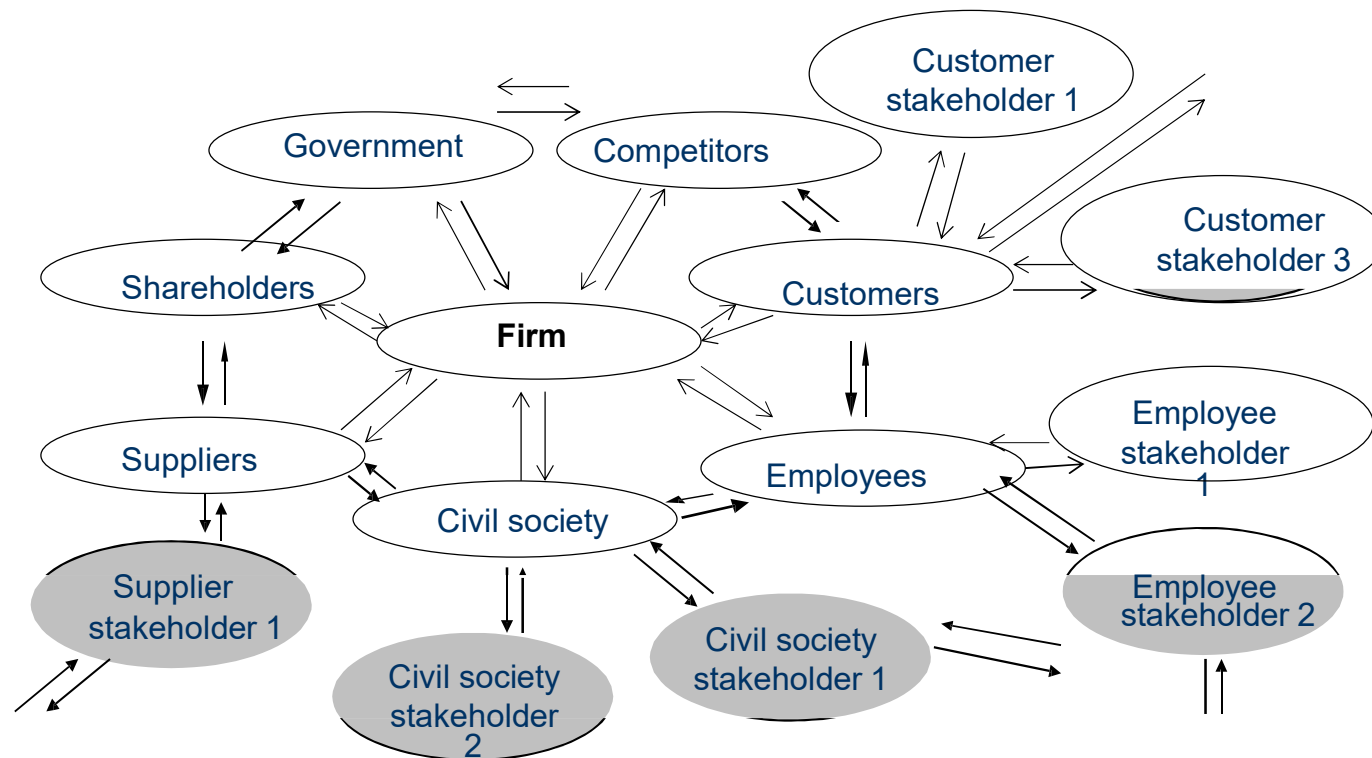 Customer
stakeholder 1
Government
Competitors
Customer
stakeholder 3
Shareholders
Customers
Firm
Employee
stakeholder
1
Suppliers
Employees
Civil society
Supplier
stakeholder 1
Employee
stakeholder 2
Civil society
stakeholder 1
Civil society
stakeholder
2